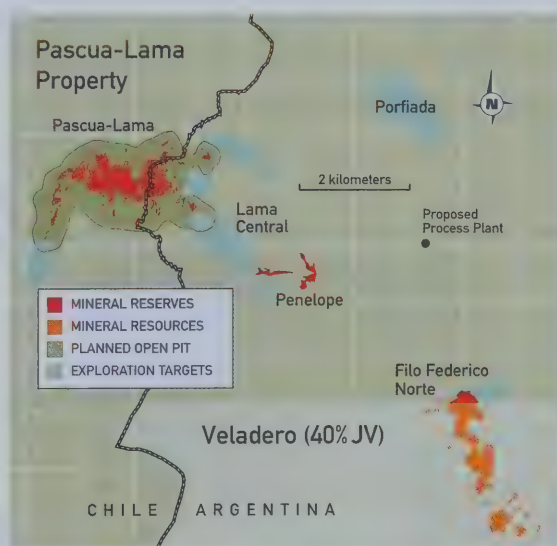 Pascua-Lama
Property
Pascua-Lama
Porfiada
N
2 kilometers
Lama
Central
Proposed
Process Plant
Penelope
MINERAL RESERVES
MINERAL RESOURCES
PLANNED OPEN PIT
EXPLORATION TARGETS
Filo Federico
Norte
Veladero (40% JV)
CHILE
ARGENTINA